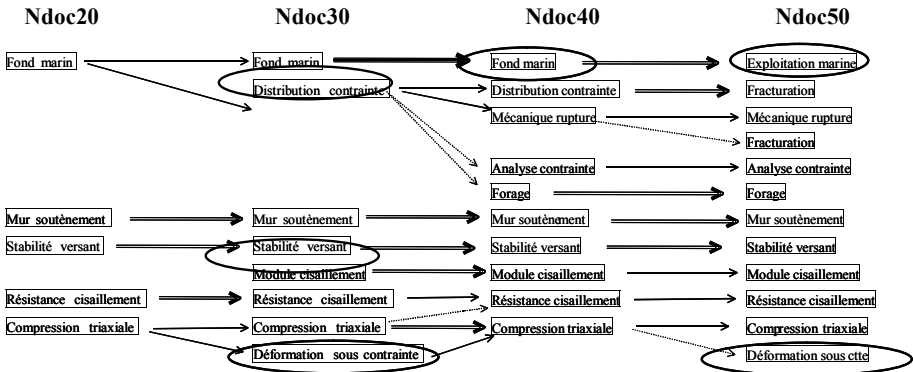 Ndoc20 Ndoc30 Ndoc40 Ndoc50
Fond marin Fond marin Fond marin Exploitation marine
Distribution contrainte Distribution contrainte Fracturation
Mécanique rupture Mécanique rupture
Fracturation
Analyse contrainte Analyse contrainte
Forage Forage
Mur soutènement Mur soutènement Mur soutènement Mur soutènement
Stabilité versant Stabilité versant Stabilité versant Stabilité versant
Module cisaillement Module cisaillement Module cisaillement
Résistance cisaillement Résistance cisaillement Résistance cisaillement Résistance cisaillement
Compression triaxiale Compression triaxiale Compression triaxiale Compression triaxiale
Déformation sous contrainte Déformation sous ctte